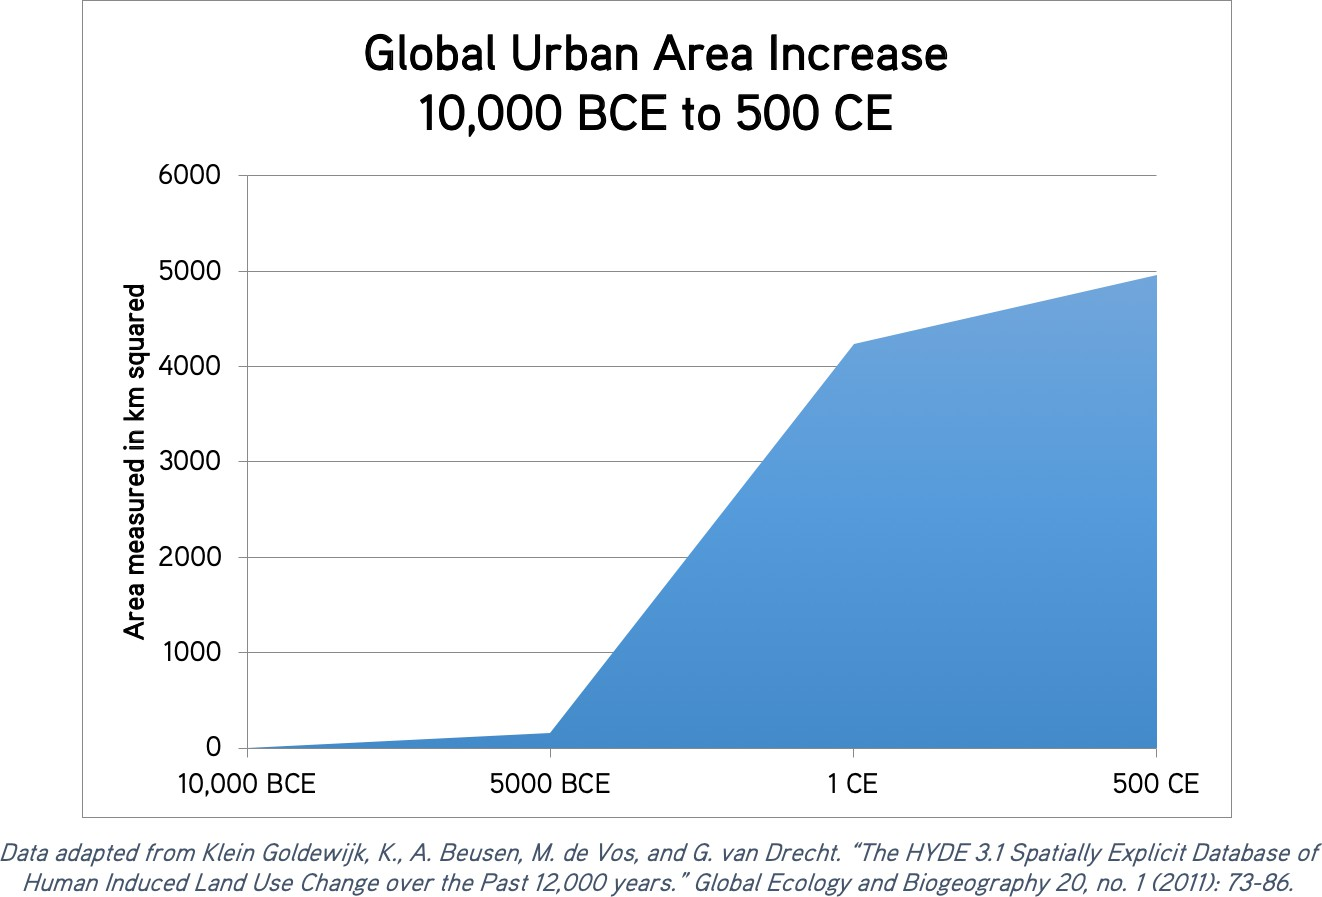 Global Urban Area Increase
10,000 BCE to 500 CE
6000
5000
4000
3000
2000
1000
0
Area measured in km squared
10,000 BCE 5000 BCE 1 CE 500 CE
Data adapted from Klein Goldewijk, K., A. Beusen, M. de Vos, and G. van Drecht. “The HYDE 3.1 Spatially Explicit Database of
Human Induced Land Use Change over the Past 12,000 years.” Global Ecology and Biogeography 20, no. 1 (2011): 73-86.